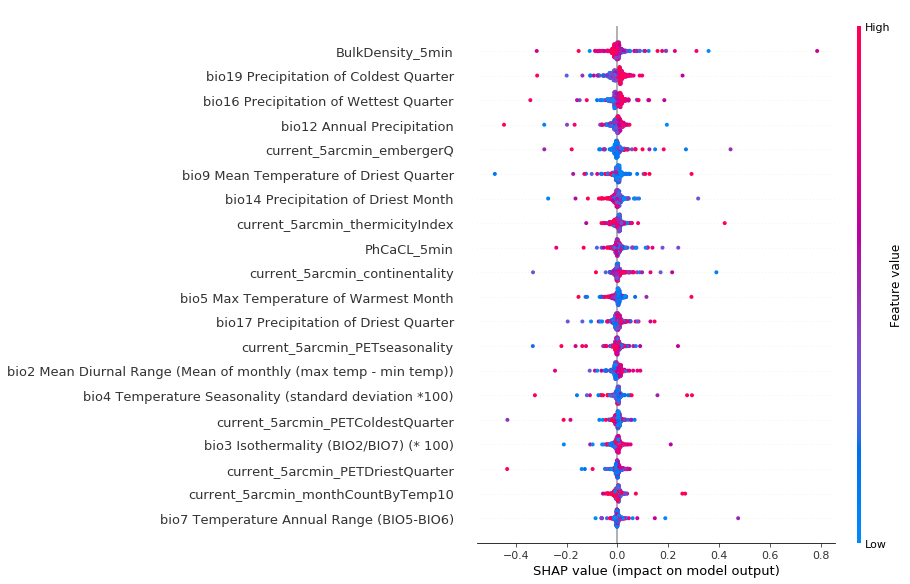 High
BulkDensity_5min
bio19 Precipitation of Coldest Quarter
bio16 Precipitation of Wettest Quarter
bio12 Annual Precipitation
current_5arcmin_embergerQ
bio9 Mean Temperature of Driest Quarter
bio14 Precipitation of Driest Month
current_5arcmin_thermicityIndex
PhCaCL_5min
current_5arcmin_continentality
bio5 Max Temperature of Warmest Month
bio17 Precipitation of Driest Quarter
current_5arcmin_PETseasonality
bio2 Mean Diurnal Range (Mean of monthly (max temp - min temp))
bio4 Temperature Seasonality (standard deviation *100)
current_5arcmin_PETColdestQuarter
bio3 Isothermality (BIO2/BIO7) (* 100)
current_5arcmin_PETDriestQuarter
current_5arcmin_monthCountByTemp10
bio7 Temperature Annual Range (BIO5-BIO6)
Feature value
Low
−0.4 −0.2 0.0 0.2 0.4 0.6 0.8
SHAP value (impact on model output)